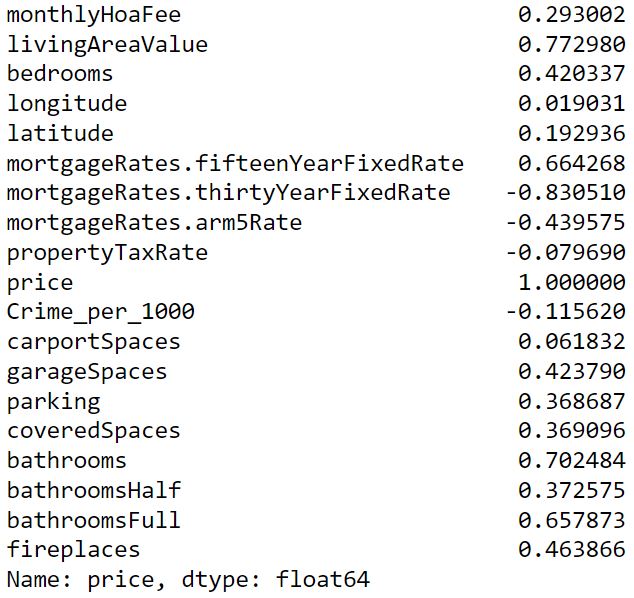 monthlyHoaFee 0.293002
livingAreaValue 0.772980
bedrooms 0.420337
longitude 0.019031
latitude 0.192936
mortgageRates.fifteenYearFixedRate 0.664268
mortgageRates.thirtyYearFixedRate -0.830510
mortgageRates.arm5Rate -0.439575
propertyTaxRate -0.079690
price 1.000000
Crime_per_1000 -0.115620
carportSpaces 0.061832
garageSpaces 0.423790
parking 0.368687
coveredSpaces 0.369096
bathrooms 0.702484
bathroomsHalf 0.372575
bathroomsFull 0.657873
fireplaces 0.463866
Name: price, dtype: float64